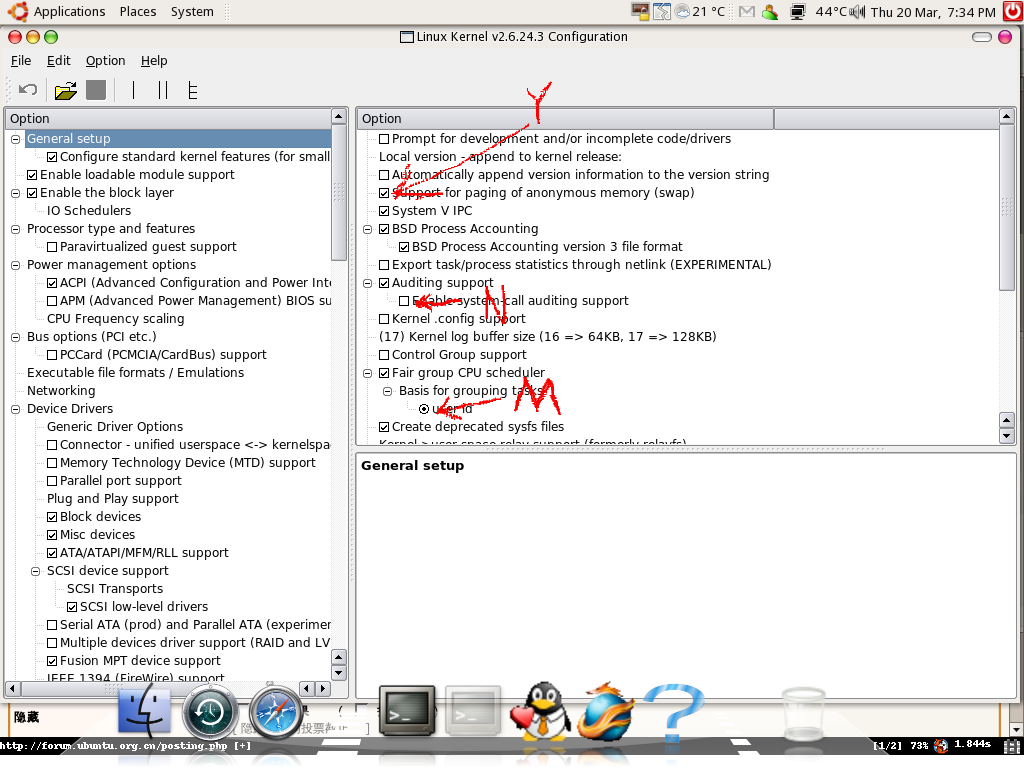 Applications Places System
21 °C 44°C Thu 20 Mar, 7:34 PM
Linux Kernel v2.6.24.3 Configuration
File Edit Option Help
Option
General setup
Configure standard kernel features (for small
Enable loadable module support
Enable the block layer
IO Schedulers
Processor type and features
Paravirtualized guest support
Power management options
ACPI (Advanced Configuration and Power Inte
APM (Advanced Power Management) BIOS su
CPU Frequency scaling
Bus options (PCI etc.)
PCCard (PCMCIA/CardBus) support
Executable file formats / Emulations
Networking
Device Drivers
Generic Driver Options
Connector - unified userspace <-> kernelspa
Memory Technology Device (MTD) support
Parallel port support
Plug and Play support
Block devices
Misc devices
ATA/ATAPI/MFM/RLL support
SCSI device support
SCSI Transports
SCSI low-level drivers
Serial ATA (prod) and Parallel ATA (experimer
Multiple devices driver support (RAID and LV
Fusion MPT device support
IEEE 1394 (FireWire) support
Y
Option
Prompt for development and/or incomplete code/drivers
Local version - append to kernel release:
Automatically append version information to the version string
Support for paging of anonymous memory (swap)
System V IPC
BSD Process Accounting
BSD Process Accounting version 3 file format
Export task/process statistics through netlink (EXPERIMENTAL)
Auditing support
Enable system-call auditing support
N
Kernel .config support
(17) Kernel log buffer size (16 => 64KB, 17 => 128KB)
Control Group support
Fair group CPU scheduler
Basis for grouping tasks
M
user id
Create deprecated sysfs files
Kernel->user space relay support (formerly relayfs)
General setup
隐藏
http://forum.ubuntu.org.cn/posting.php [+] [1/2] 73% 1.844s